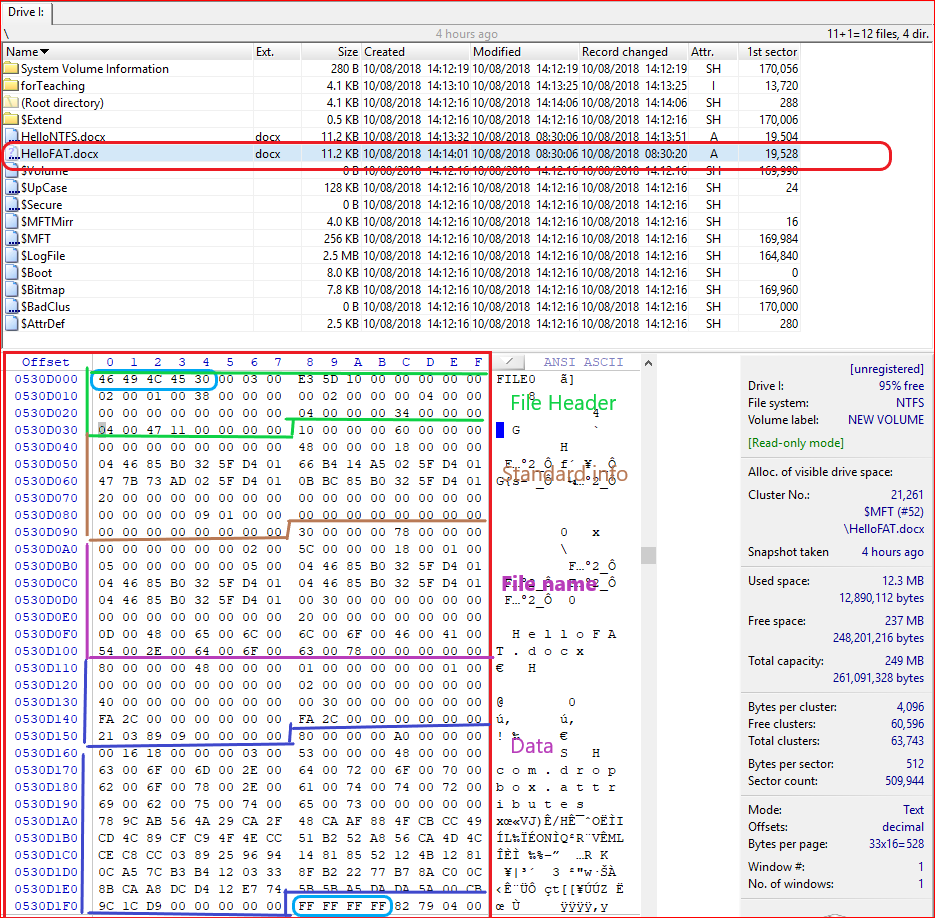 Drive I:
\ 4 hours ago 11+1=12 files, 4 dir.
Name Ext. Size Created Modified Record changed Attr. 1st sector
System Volume Information 280 B 10/08/2018 14:12:19 10/08/2018 14:12:19 10/08/2018 14:12:19 SH 170,056
forTeaching 4.1 KB 10/08/2018 14:13:10 10/08/2018 14:13:25 10/08/2018 14:13:25 I 13,720
(Root directory) 4.1 KB 10/08/2018 14:12:16 10/08/2018 14:14:06 10/08/2018 14:14:06 SH 288
$Extend 0.5 KB 10/08/2018 14:12:16 10/08/2018 14:12:16 10/08/2018 14:12:16 SH 170,006
HelloNTFS.docx docx 11.2 KB 10/08/2018 14:13:32 10/08/2018 08:30:06 10/08/2018 14:13:51 A 19,504
HelloFAT.docx docx 11.2 KB 10/08/2018 14:14:01 10/08/2018 08:30:06 10/08/2018 08:30:20 A 19,528
$Volume 0 B 10/08/2018 14:12:16 10/08/2018 14:12:16 10/08/2018 14:12:16 SH 169,998
$UpCase 128 KB 10/08/2018 14:12:16 10/08/2018 14:12:16 10/08/2018 14:12:16 SH 24
$Secure 0 B 10/08/2018 14:12:16 10/08/2018 14:12:16 10/08/2018 14:12:16 SH
$MFTMirr 4.0 KB 10/08/2018 14:12:16 10/08/2018 14:12:16 10/08/2018 14:12:16 SH 16
$MFT 256 KB 10/08/2018 14:12:16 10/08/2018 14:12:16 10/08/2018 14:12:16 SH 169,984
$LogFile 2.5 MB 10/08/2018 14:12:16 10/08/2018 14:12:16 10/08/2018 14:12:16 SH 164,840
$Boot 8.0 KB 10/08/2018 14:12:16 10/08/2018 14:12:16 10/08/2018 14:12:16 SH 0
$Bitmap 7.8 KB 10/08/2018 14:12:16 10/08/2018 14:12:16 10/08/2018 14:12:16 SH 169,960
$BadClus 0 B 10/08/2018 14:12:16 10/08/2018 14:12:16 10/08/2018 14:12:16 SH 170,000
$AttrDef 2.5 KB 10/08/2018 14:12:16 10/08/2018 14:12:16 10/08/2018 14:12:16 SH 280
Offset 0 1 2 3 4 5 6 7 8 9 A B C D E F ANSI ASCII
0530D000 46 49 4C 45 30 00 03 00 E3 5D 10 00 00 00 00 00 FILE0 ã]
0530D010 02 00 01 00 38 00 00 00 00 02 00 00 04 00 00 00 8
0530D020 00 00 00 00 00 00 00 00 04 00 00 00 34 00 00 00 4
0530D030 04 00 47 11 00 00 00 00 10 00 00 00 60 00 00 00 G `
0530D040 00 00 00 00 00 00 00 00 48 00 00 00 18 00 00 00 H
0530D050 04 46 85 B0 32 5F D4 01 66 B4 14 A5 02 5F D4 01 F…°2_Ô f´ ¥ _Ô
0530D060 47 7B 73 AD 02 5F D4 01 0B BC 85 B0 32 5F D4 01 G{s- _Ô ¼…°2_Ô
0530D070 20 00 00 00 00 00 00 00 00 00 00 00 00 00 00 00
0530D080 00 00 00 00 09 01 00 00 00 00 00 00 00 00 00 00
0530D090 00 00 00 00 00 00 00 00 30 00 00 00 78 00 00 00 0 x
0530D0A0 00 00 00 00 00 00 02 00 5C 00 00 00 18 00 01 00 \
0530D0B0 05 00 00 00 00 00 05 00 04 46 85 B0 32 5F D4 01 F…°2_Ô
0530D0C0 04 46 85 B0 32 5F D4 01 04 46 85 B0 32 5F D4 01 F…°2_Ô F…°2_Ô
0530D0D0 04 46 85 B0 32 5F D4 01 00 30 00 00 00 00 00 00 F…°2_Ô 0
0530D0E0 00 00 00 00 00 00 00 00 20 00 00 00 00 00 00 00
0530D0F0 0D 00 48 00 65 00 6C 00 6C 00 6F 00 46 00 41 00 H e l l o F A
0530D100 54 00 2E 00 64 00 6F 00 63 00 78 00 00 00 00 00 T . d o c x
0530D110 80 00 00 00 48 00 00 00 01 00 00 00 00 00 01 00 € H
0530D120 00 00 00 00 00 00 00 00 02 00 00 00 00 00 00 00
0530D130 40 00 00 00 00 00 00 00 00 30 00 00 00 00 00 00 @ 0
0530D140 FA 2C 00 00 00 00 00 00 FA 2C 00 00 00 00 00 00 ú, ú,
0530D150 21 03 89 09 00 00 00 00 80 00 00 00 A0 00 00 00 ! ‰ €
0530D160 00 16 18 00 00 00 03 00 53 00 00 00 48 00 00 00 S H
0530D170 63 00 6F 00 6D 00 2E 00 64 00 72 00 6F 00 70 00 c o m . d r o p
0530D180 62 00 6F 00 78 00 2E 00 61 00 74 00 74 00 72 00 b o x . a t t r
0530D190 69 00 62 00 75 00 74 00 65 00 73 00 00 00 00 00 i b u t e s
0530D1A0 78 9C AB 56 4A 29 CA 2F 48 CA AF 88 4F CB CC 49 xœ«VJ)Ê/HÊ¯ˆOËÌI
0530D1B0 CD 4C 89 CF C9 4F 4E CC 51 B2 52 A8 56 CA 4D 4C ÍL‰ÏÉONÌQ²R¨VÊML
0530D1C0 CE C8 CC 03 89 25 96 94 14 81 85 52 12 4B 12 81 ÎÈÌ ‰%–” …R K
0530D1D0 0C A5 7C B3 B4 12 03 33 8F B2 22 77 B7 8A C0 0C ¥|³´ 3 ²"w·ŠÀ
0530D1E0 8B CA A8 DC D4 12 E7 74 5B 5B A5 DA DA 5A 00 CB ‹Ê¨ÜÔ çt[[¥ÚÚZ Ë
0530D1F0 9C 1C D9 00 00 00 00 00 FF FF FF FF 82 79 04 00 œ Ù ÿÿÿÿ‚y
File Header
Standard info
File name
Data
[unregistered]
Drive I: 95% free
File system: NTFS
Volume label: NEW VOLUME
[Read-only mode]
Alloc. of visible drive space:
Cluster No.: 21,261
$MFT (#52)
\HelloFAT.docx
Snapshot taken 4 hours ago
Used space: 12.3 MB
12,890,112 bytes
Free space: 237 MB
248,201,216 bytes
Total capacity: 249 MB
261,091,328 bytes
Bytes per cluster: 4,096
Free clusters: 60,596
Total clusters: 63,743
Bytes per sector: 512
Sector count: 509,944
Mode: Text
Offsets: decimal
Bytes per page: 33x16=528
Window #: 1
No. of windows: 1